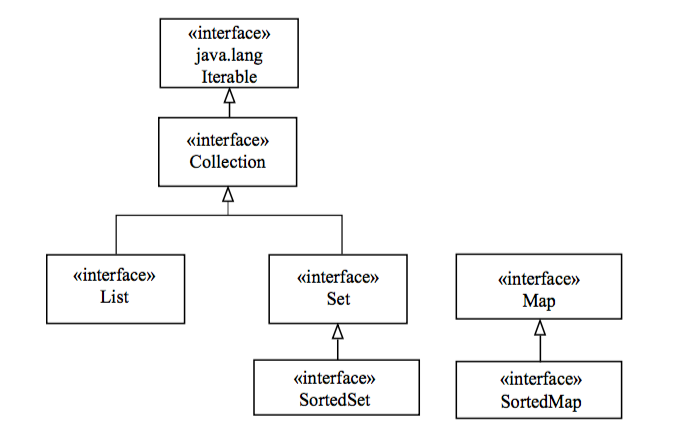 «interface»
java.lang
Iterable
«interface»
Collection
«interface»
List
«interface»
Set
«interface»
Map
«interface»
SortedSet
«interface»
SortedMap